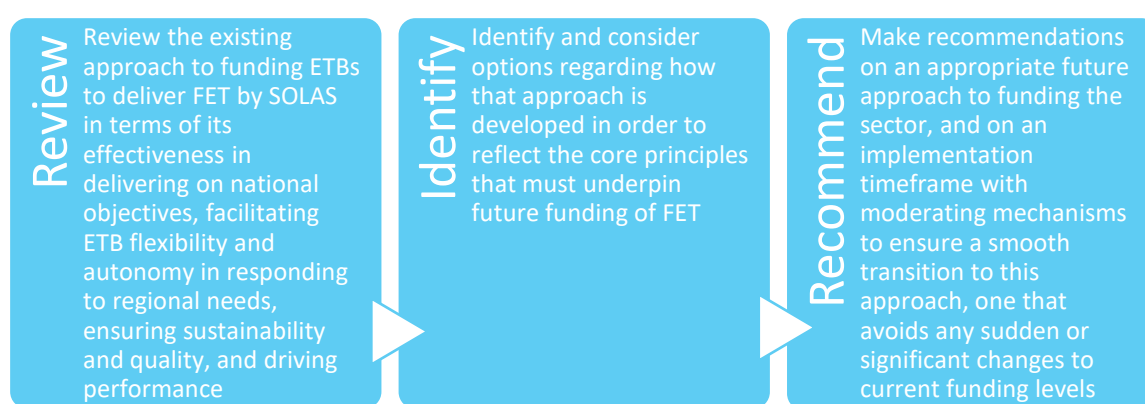 Review
Review the existing
approach to funding ETBs
to deliver FET by SOLAS
in terms of its
effectiveness in
delivering on national
objectives, facilitating
ETB flexibility and
autonomy in responding
to regional needs,
ensuring sustainability
and quality, and driving
performance
Identify
Identify and consider
options regarding how
that approach is
developed in order to
reflect the core principles
that must underpin
future funding of FET
Recommend
Make recommendations
on an appropriate future
approach to funding the
sector, and on an
implementation
timeframe with
moderating mechanisms
to ensure a smooth
transition to this
approach, one that
avoids any sudden or
significant changes to
current funding levels